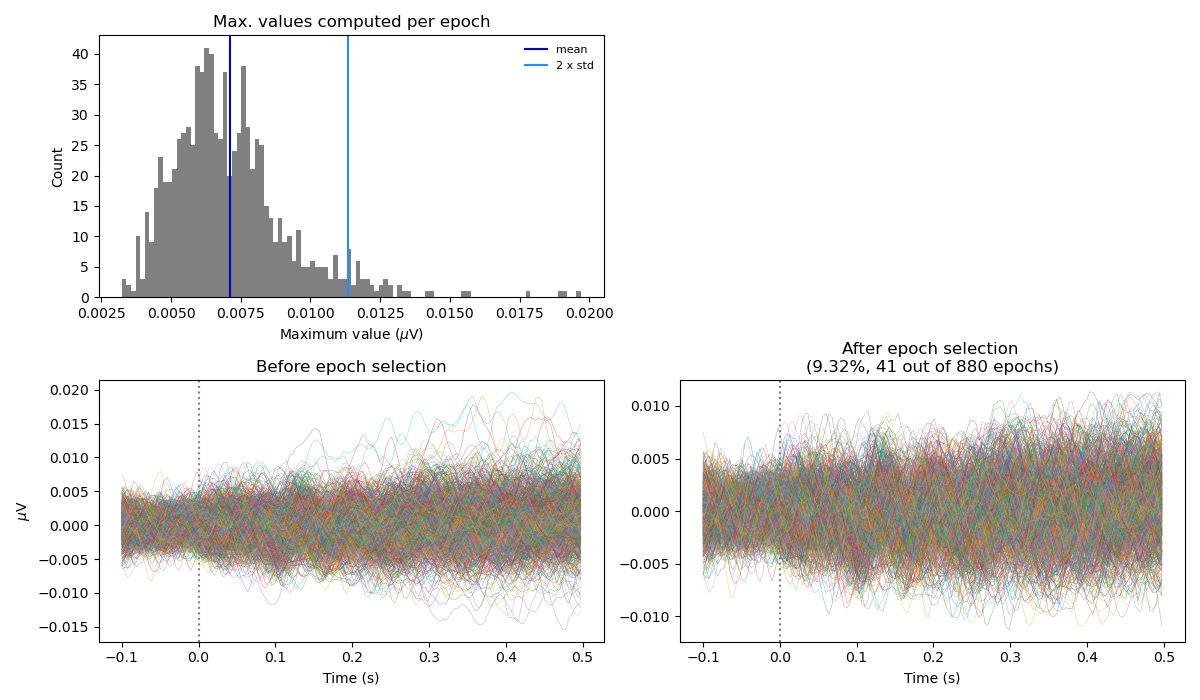 Max. values computed per epoch
40
35
30
25
20
15
10
5
0
Count
mean
2 x std
0.0025 0.0050 0.0075 0.0100 0.0125 0.0150 0.0175 0.0200
Maximum value (μV)
Before epoch selection
0.020
0.015
0.010
0.005
0.000
−0.005
−0.010
−0.015
μV
−0.1 0.0 0.1 0.2 0.3 0.4 0.5
Time (s)
After epoch selection
(9.32%, 41 out of 880 epochs)
0.010
0.005
0.000
−0.005
−0.010
−0.1 0.0 0.1 0.2 0.3 0.4 0.5
Time (s)